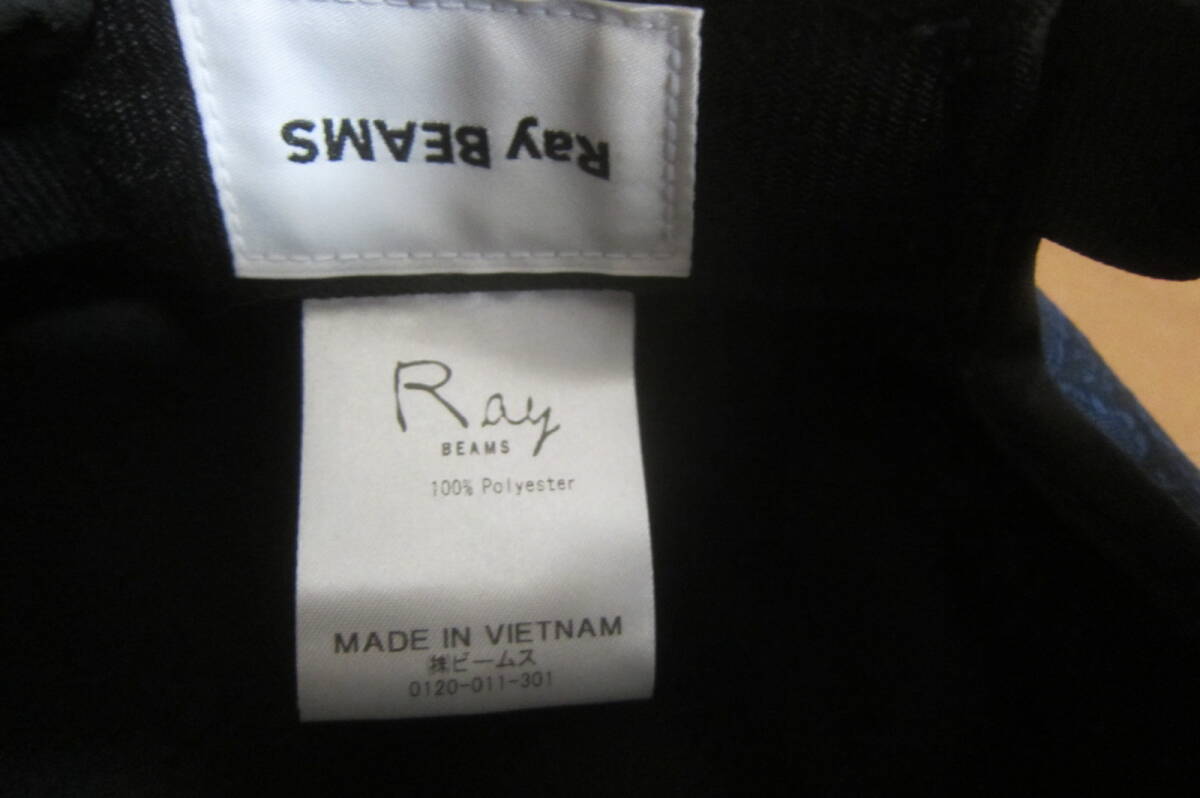 Ray BEAMS
Ray
BEAMS
100% Polyester
MADE IN VIETNAM
㈱ビームス
0120-011-301